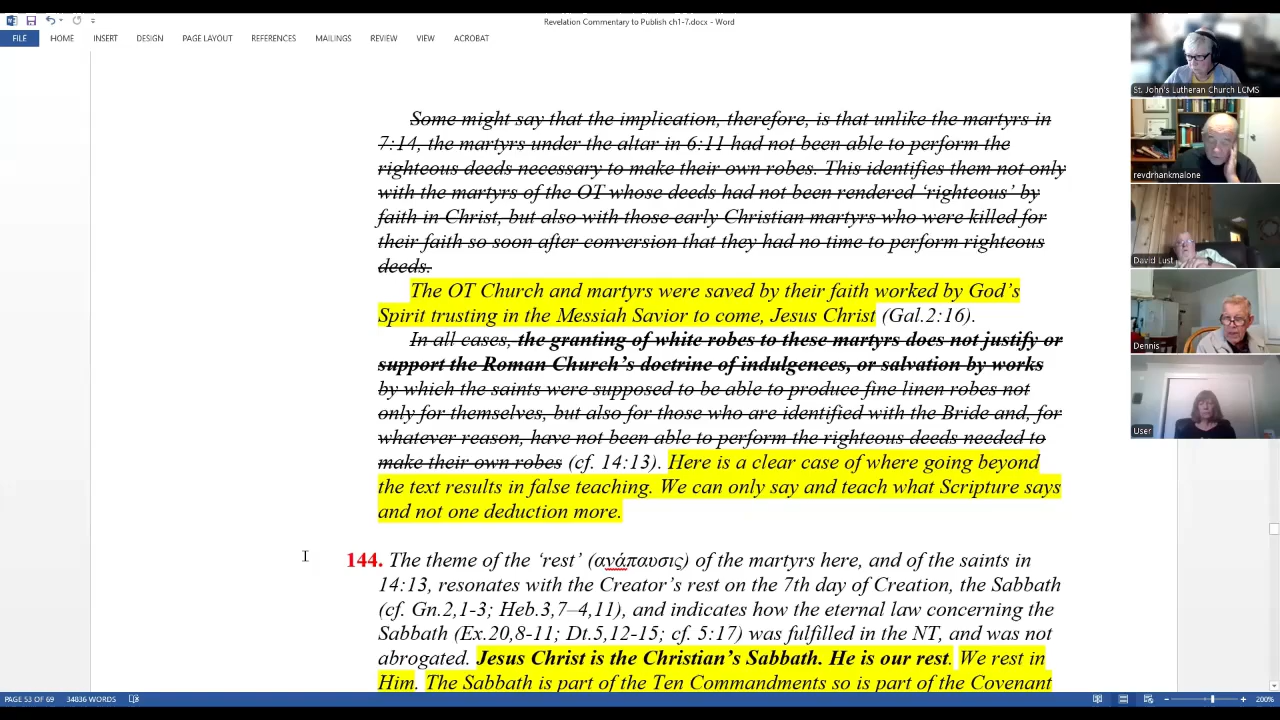 Revelation Commentary to Publish ch1-7.docx - Word
FILE HOME INSERT DESIGN PAGE LAYOUT REFERENCES MAILINGS REVIEW VIEW ACROBAT
Some might say that the implication, therefore, is that unlike the martyrs in
7:14, the martyrs under the altar in 6:11 had not been able to perform the
righteous deeds necessary to make their own robes. This identifies them not only
with the martyrs of the OT whose deeds had not been rendered ‘righteous’ by
faith in Christ, but also with those early Christian martyrs who were killed for
their faith so soon after conversion that they had no time to perform righteous
deeds.
The OT Church and martyrs were saved by their faith worked by God’s
Spirit trusting in the Messiah Savior to come, Jesus Christ (Gal.2:16).
In all cases, the granting of white robes to these martyrs does not justify or
support the Roman Church’s doctrine of indulgences, or salvation by works
by which the saints were supposed to be able to produce fine linen robes not
only for themselves, but also for those who are identified with the Bride and, for
whatever reason, have not been able to perform the righteous deeds needed to
make their own robes (cf. 14:13). Here is a clear case of where going beyond
the text results in false teaching. We can only say and teach what Scripture says
and not one deduction more.
144. The theme of the ‘rest’ (ανάπαυσις) of the martyrs here, and of the saints in
14:13, resonates with the Creator’s rest on the 7th day of Creation, the Sabbath
(cf. Gn.2,1-3; Heb.3,7–4,11), and indicates how the eternal law concerning the
Sabbath (Ex.20,8-11; Dt.5,12-15; cf. 5:17) was fulfilled in the NT, and was not
abrogated. Jesus Christ is the Christian’s Sabbath. He is our rest. We rest in
Him. The Sabbath is part of the Ten Commandments so is part of the Covenant
St. John's Lutheran Church LCMS
revdrhankmalone
David Lust
Dennis
User
PAGE 53 OF 69 34836 WORDS
200%